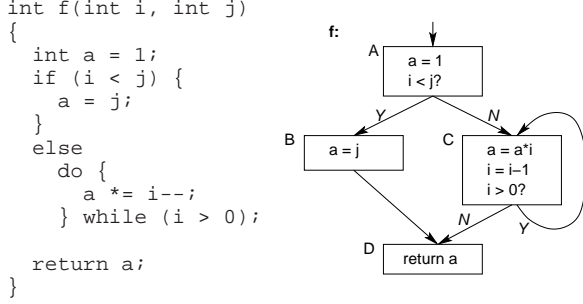 int f(int i, int j)
{
int a = 1;
if (i < j) {
a = j;
}
else
do {
a *= i--;
} while (i > 0);
return a;
}
f:
A
a = 1
i < j?
Y
N
B
a = j
C
a = a*i
i = i−1
i > 0?
N
Y
D
return a